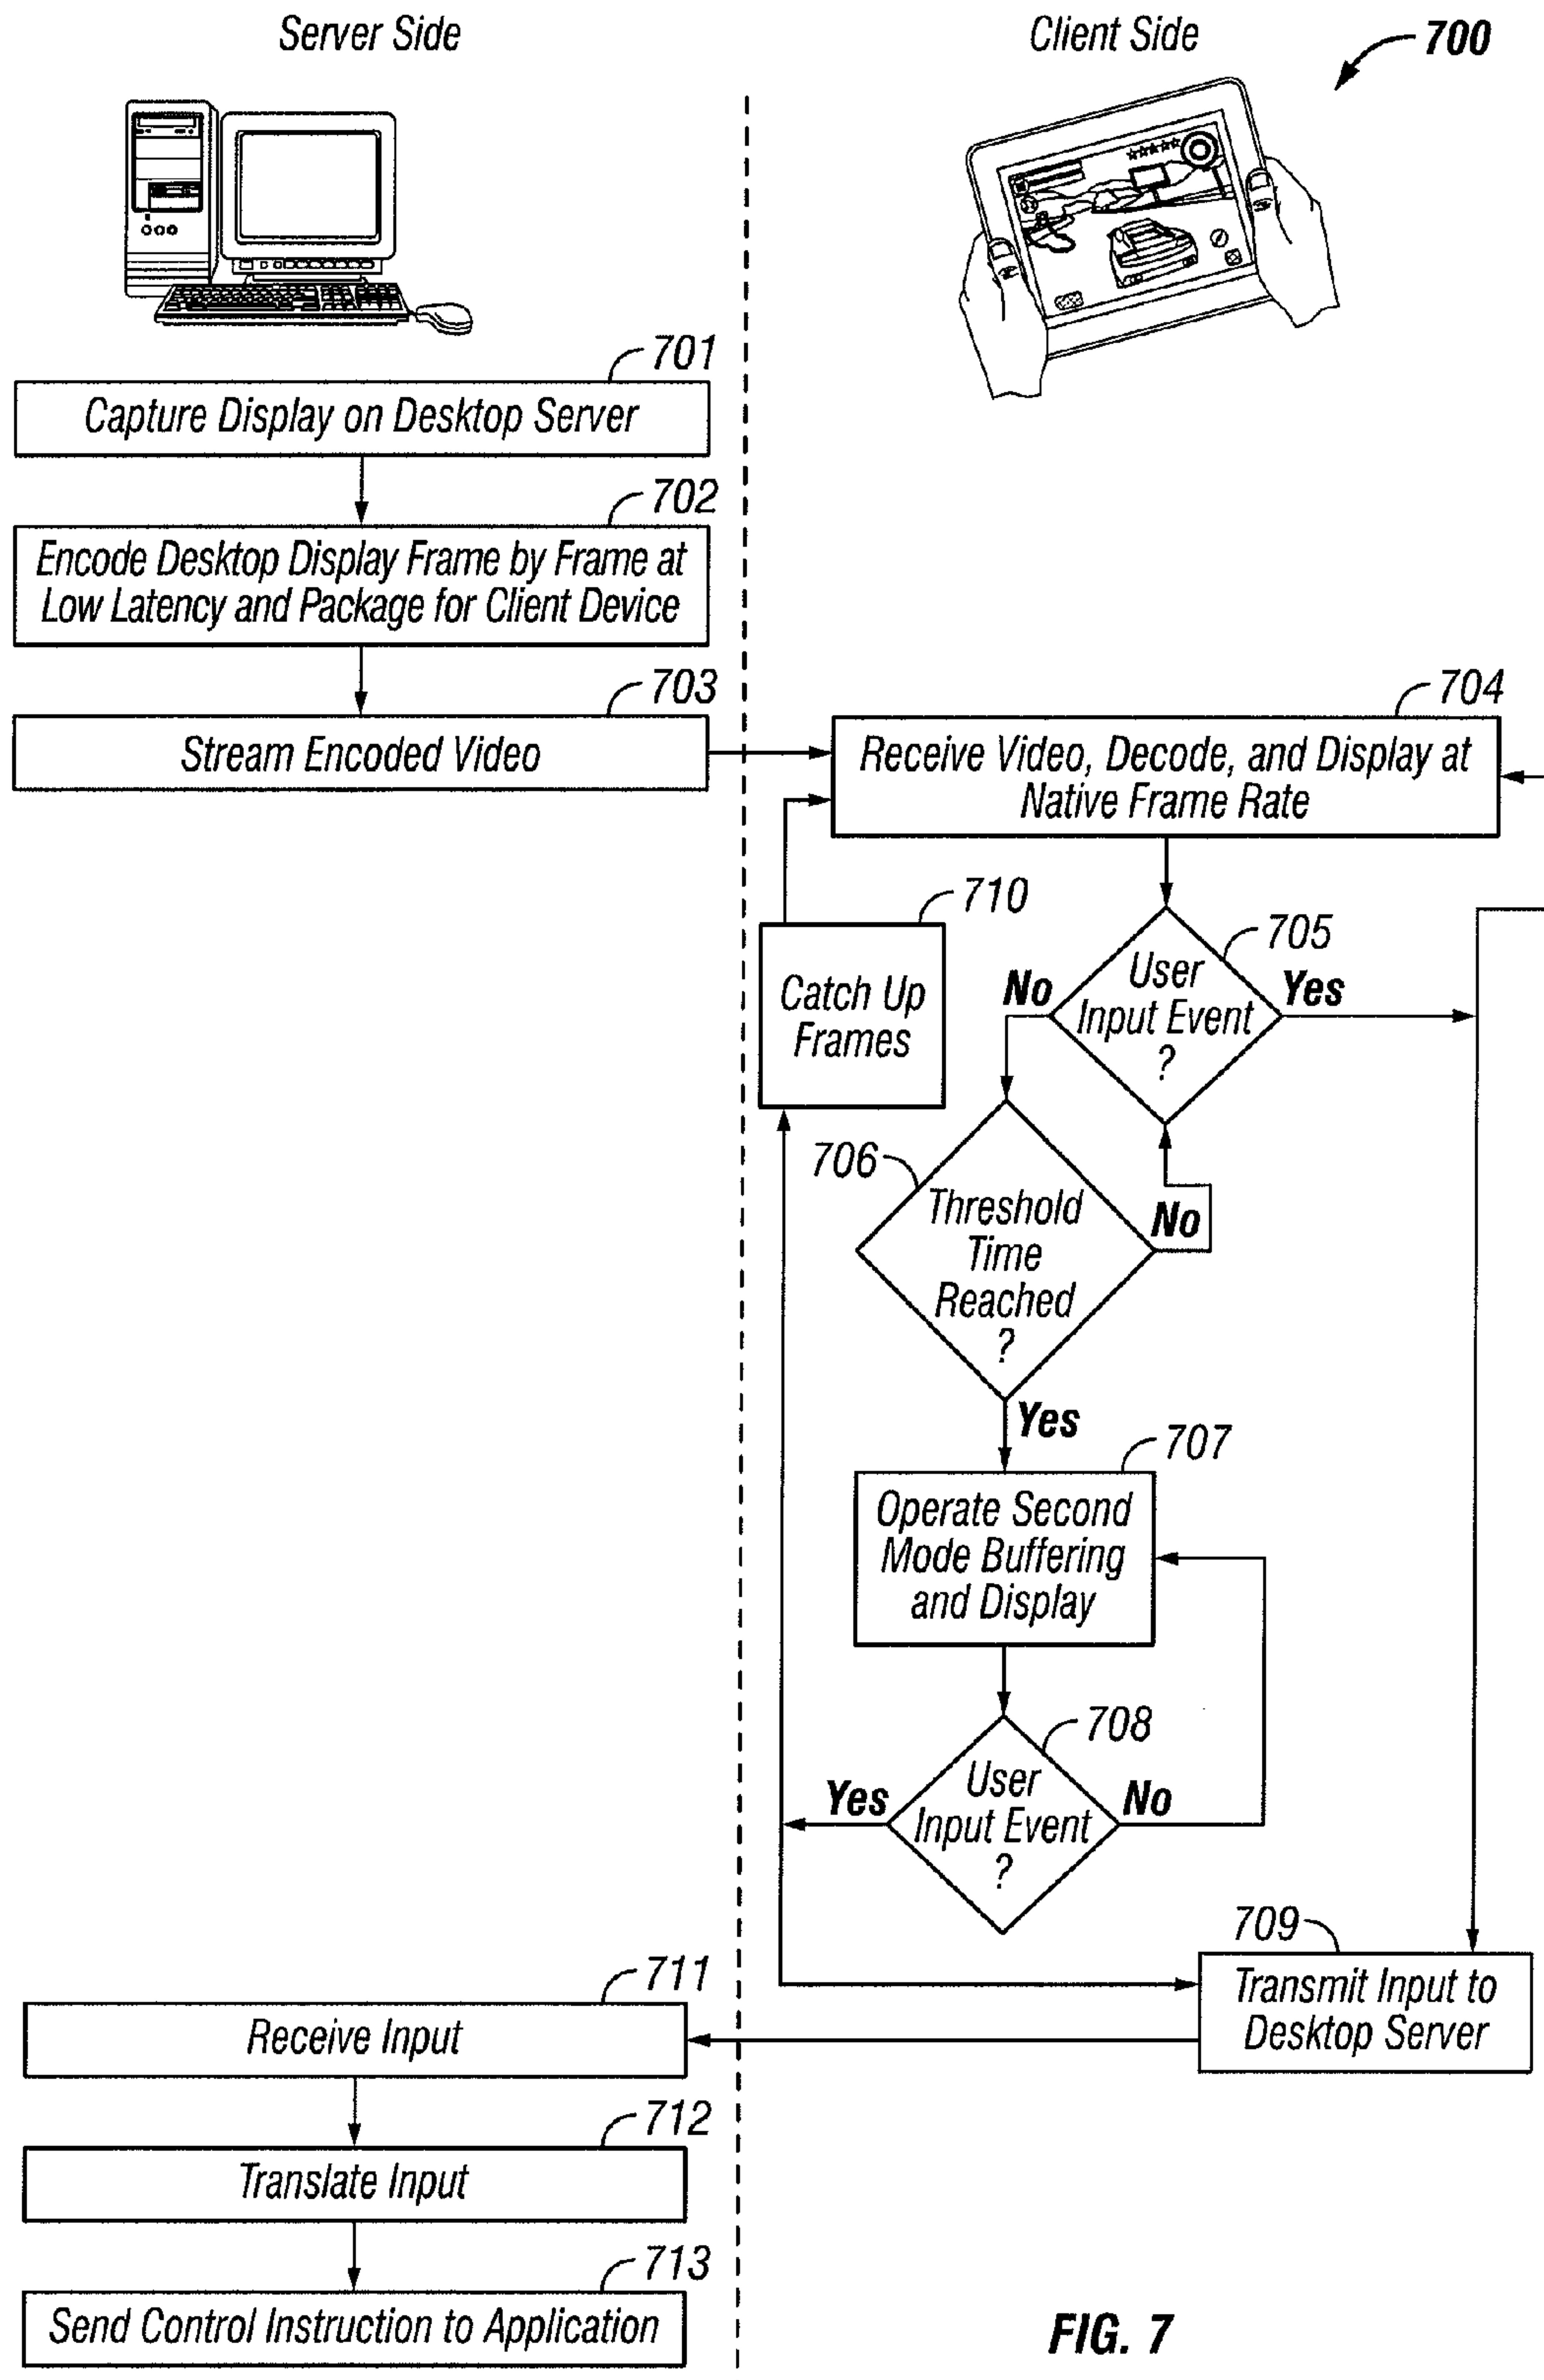 Server Side
Client Side
700
701
Capture Display on Desktop Server
702
Encode Desktop Display Frame by Frame at
Low Latency and Package for Client Device
703
Stream Encoded Video
704
Receive Video, Decode, and Display at
Native Frame Rate
710
Catch Up
Frames
705
User
Input Event
?
No
Yes
706
Threshold
Time
Reached
?
No
Yes
707
Operate Second
Mode Buffering
and Display
708
User
Input Event
?
Yes
No
709
Transmit Input to
Desktop Server
711
Receive Input
712
Translate Input
713
Send Control Instruction to Application
FIG. 7